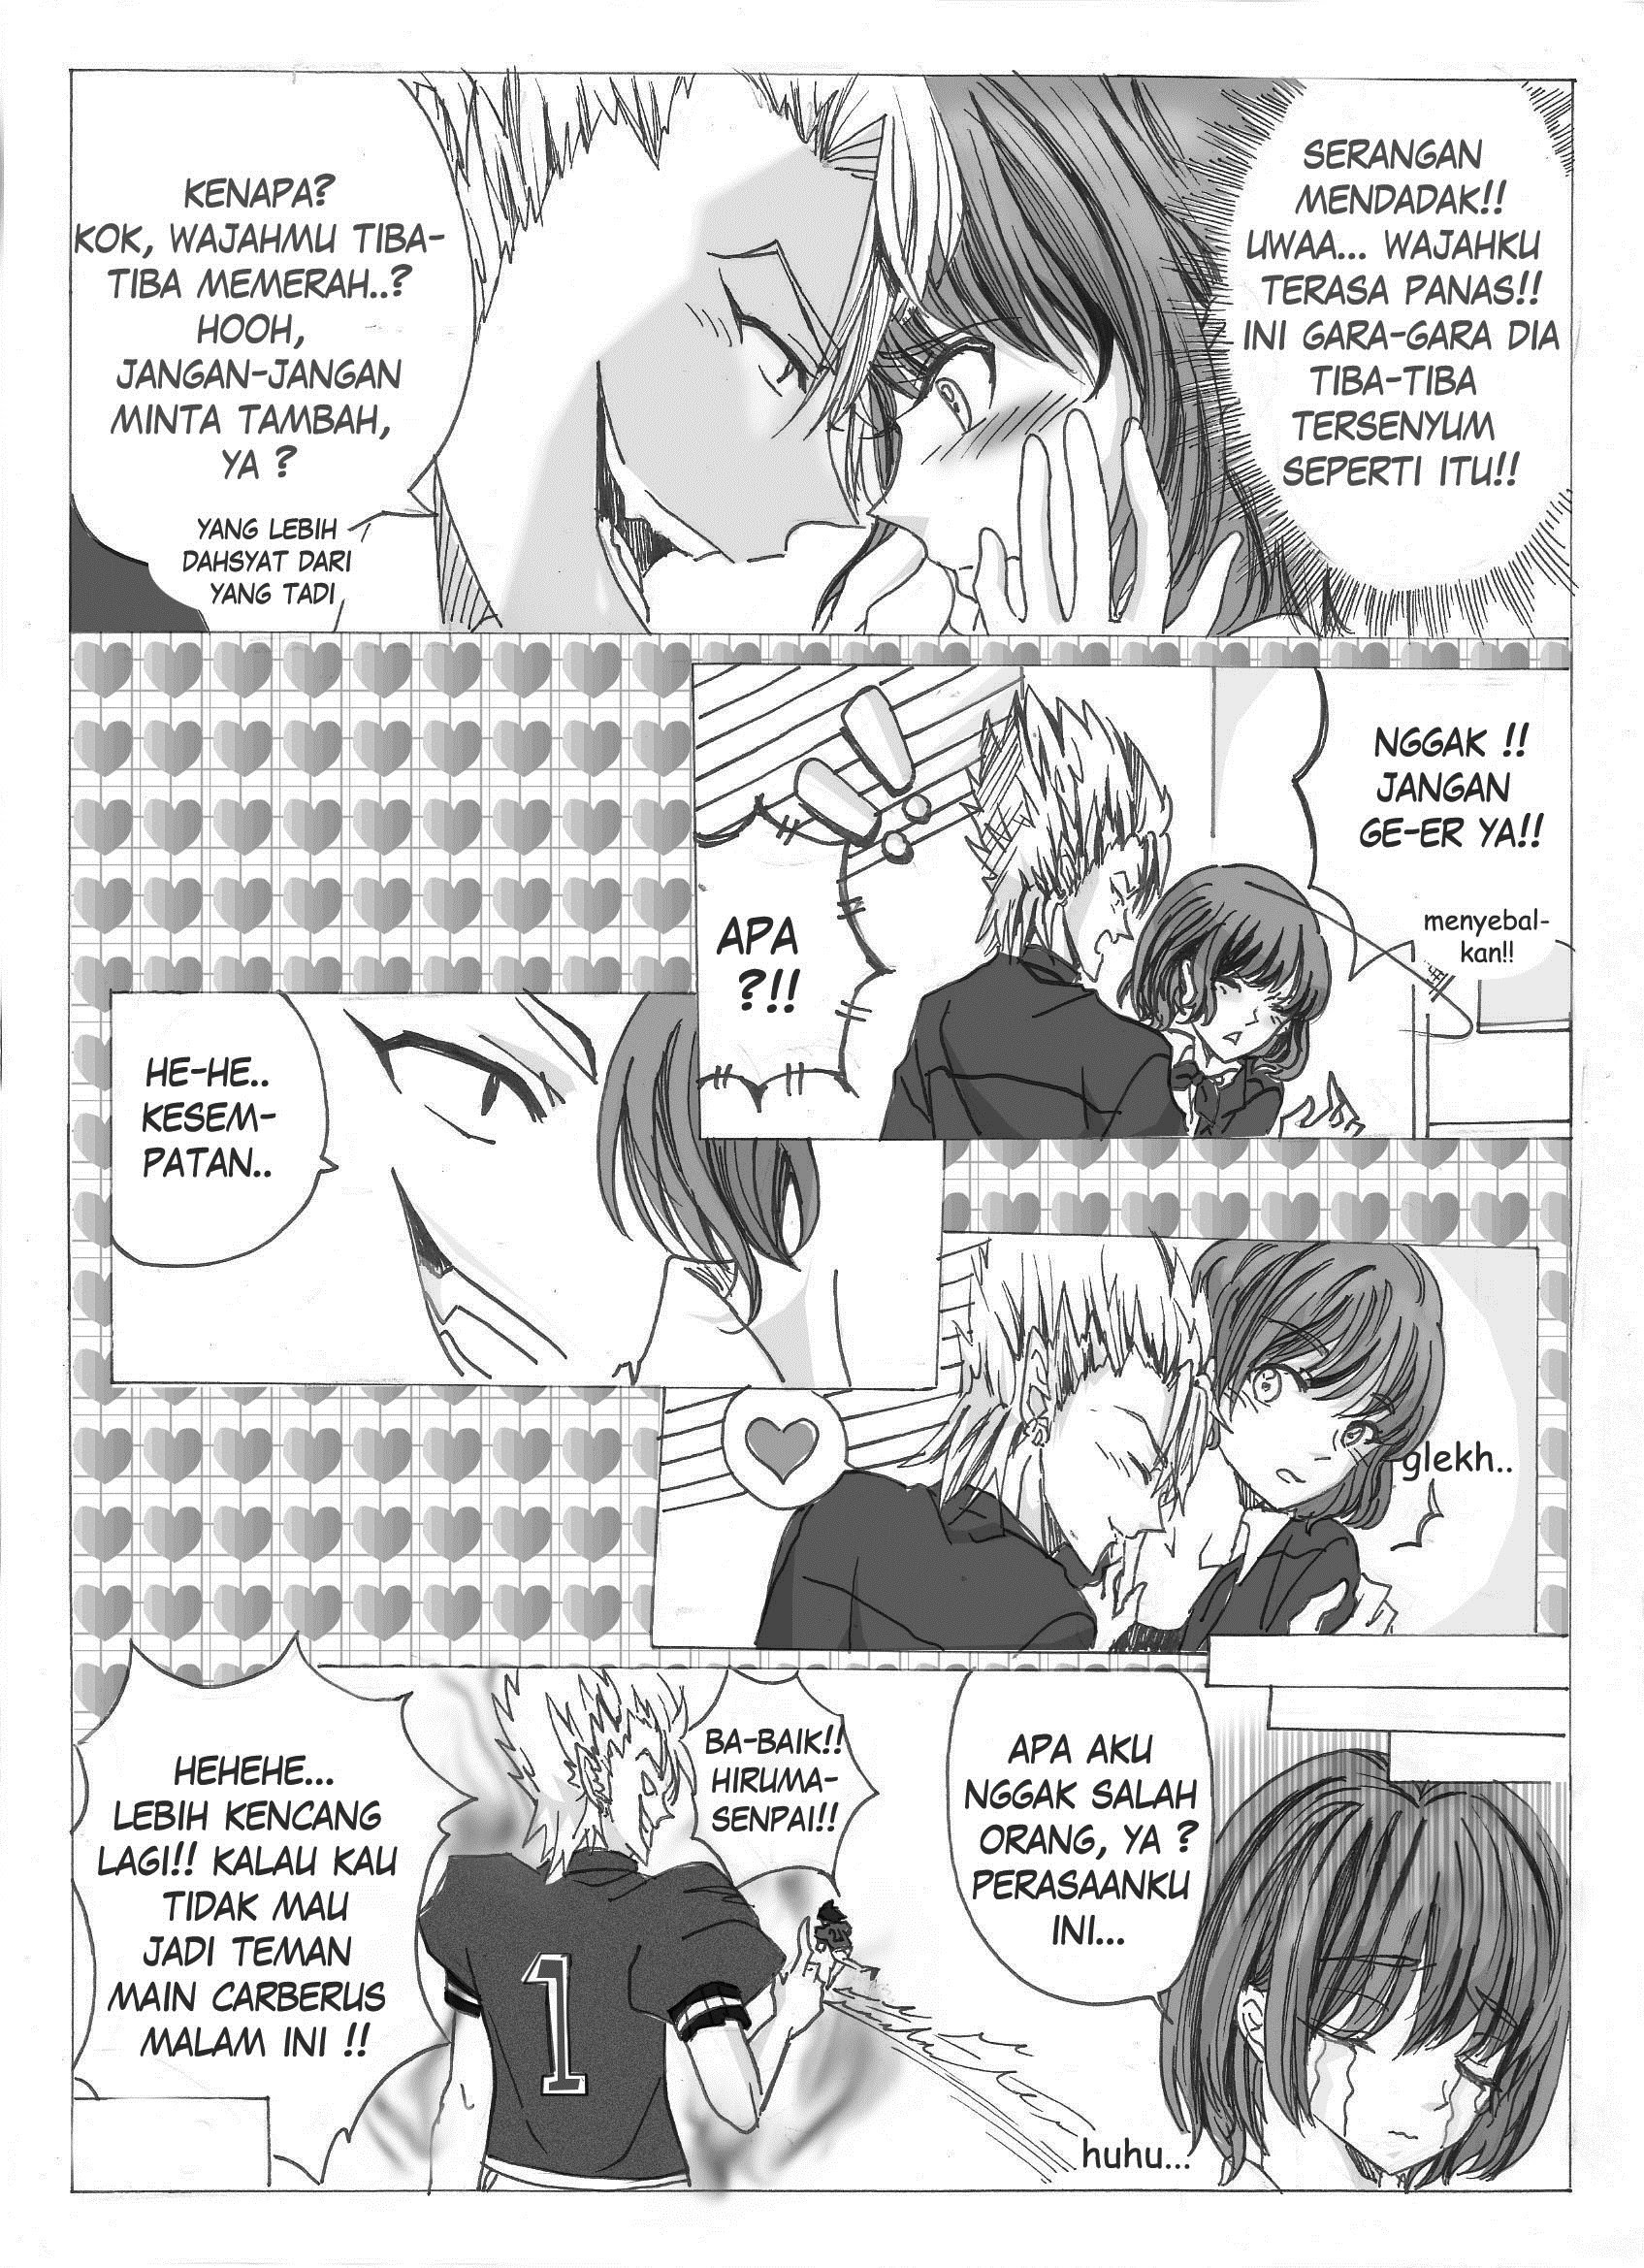 SERANGAN
MENDADAK!!
UWAA... WAJAHKU
TERASA PANAS!!
INI GARA-GARA DIA
TIBA-TIBA
TERSENYUM
SEPERTI ITU!!
KENAPA?
KOK, WAJAHMU TIBA-
TIBA MEMERAH..?
HOOH,
JANGAN-JANGAN
MINTA TAMBAH,
YA ?
YANG LEBIH
DAHSYAT DARI
YANG TADI
NGGAK !!
JANGAN
GE-ER YA!!
menyebal-
kan!!
APA
?!!
HE-HE..
KESEM-
PATAN..
glekh..
APA AKU
NGGAK SALAH
ORANG, YA ?
PERASAANKU
INI...
huhu...
BA-BAIK!!
HIRUMA-
SENPAI!!
21
1
HEHEHE...
LEBIH KENCANG
LAGI!! KALAU KAU
TIDAK MAU
JADI TEMAN
MAIN CARBERUS
MALAM INI !!